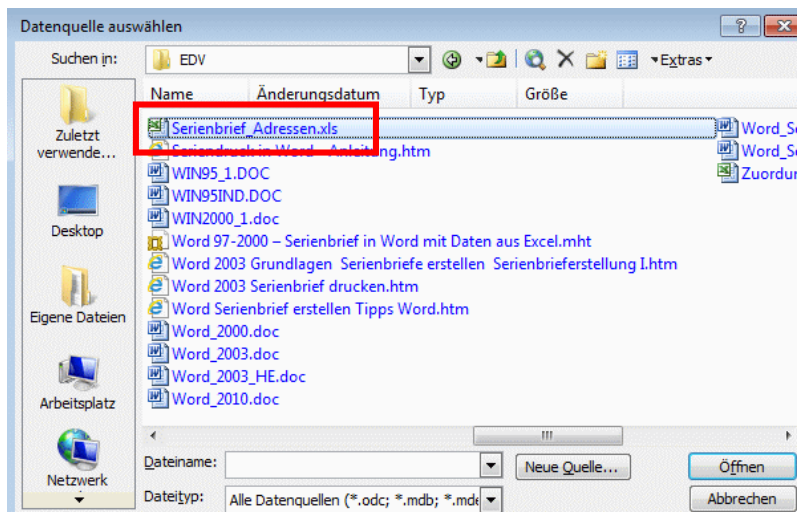 Datenquelle auswählen
Suchen in: EDV Extras
Name Änderungsdatum Typ Größe
Zuletzt
verwende...
Desktop
Eigene Dateien
Arbeitsplatz
Netzwerk
Serienbrief_Adressen.xls
Seriendruck in Word - Anleitung.htm
WIN95_1.DOC
WIN95IND.DOC
WIN2000_1.doc
Word 97-2000 – Serienbrief in Word mit Daten aus Excel.mht
Word 2003 Grundlagen Serienbriefe erstellen Serienbrieferstellung I.htm
Word 2003 Serienbrief drucken.htm
Word Serienbrief erstellen Tipps Word.htm
Word_2000.doc
Word_2003.doc
Word_2003_HE.doc
Word_2010.doc
Word_Se
Word_Se
Zuordur
Dateiname: Neue Quelle... Öffnen
Dateityp: Alle Datenquellen (*.odc; *.mdb; *.mde Abbrechen